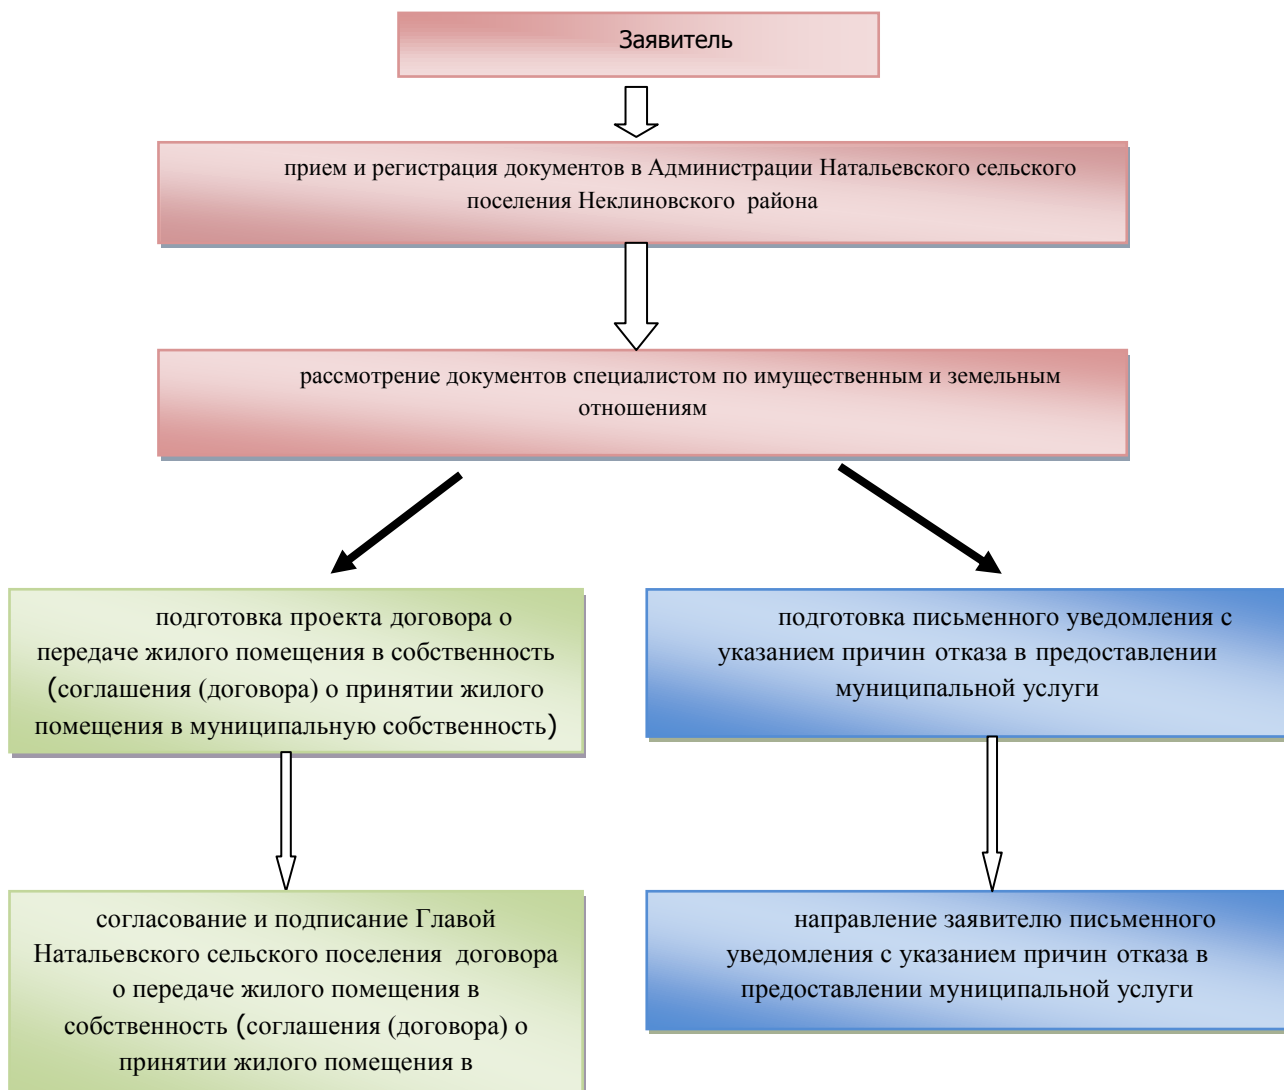 Заявитель
прием и регистрация документов в Администрации Натальевского сельского
поселения Неклиновского района
рассмотрение документов специалистом по имущественным и земельным
отношениям
подготовка проекта договора о
передаче жилого помещения в собственность
(соглашения (договора) о принятии жилого
помещения в муниципальную собственность)
подготовка письменного уведомления с
указанием причин отказа в предоставлении
муниципальной услуги
согласование и подписание Главой
Натальевского сельского поселения договора
о передаче жилого помещения в
собственность (соглашения (договора) о
принятии жилого помещения в
направление заявителю письменного
уведомления с указанием причин отказа в
предоставлении муниципальной услуги